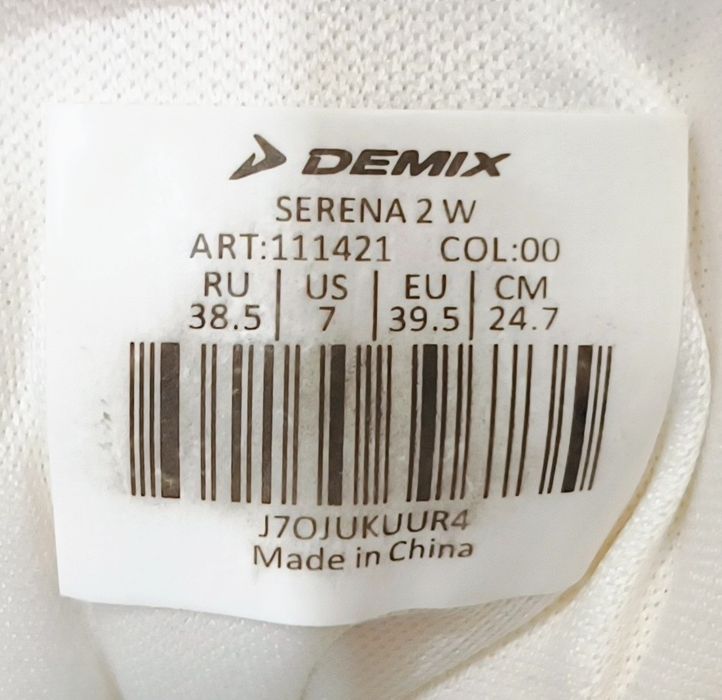 DEMIX
SERENA 2 W
ART:111421 COL:00
RU US EU CM
38.5 7 39.5 24.7
J7OJUKUUR4
Made in China